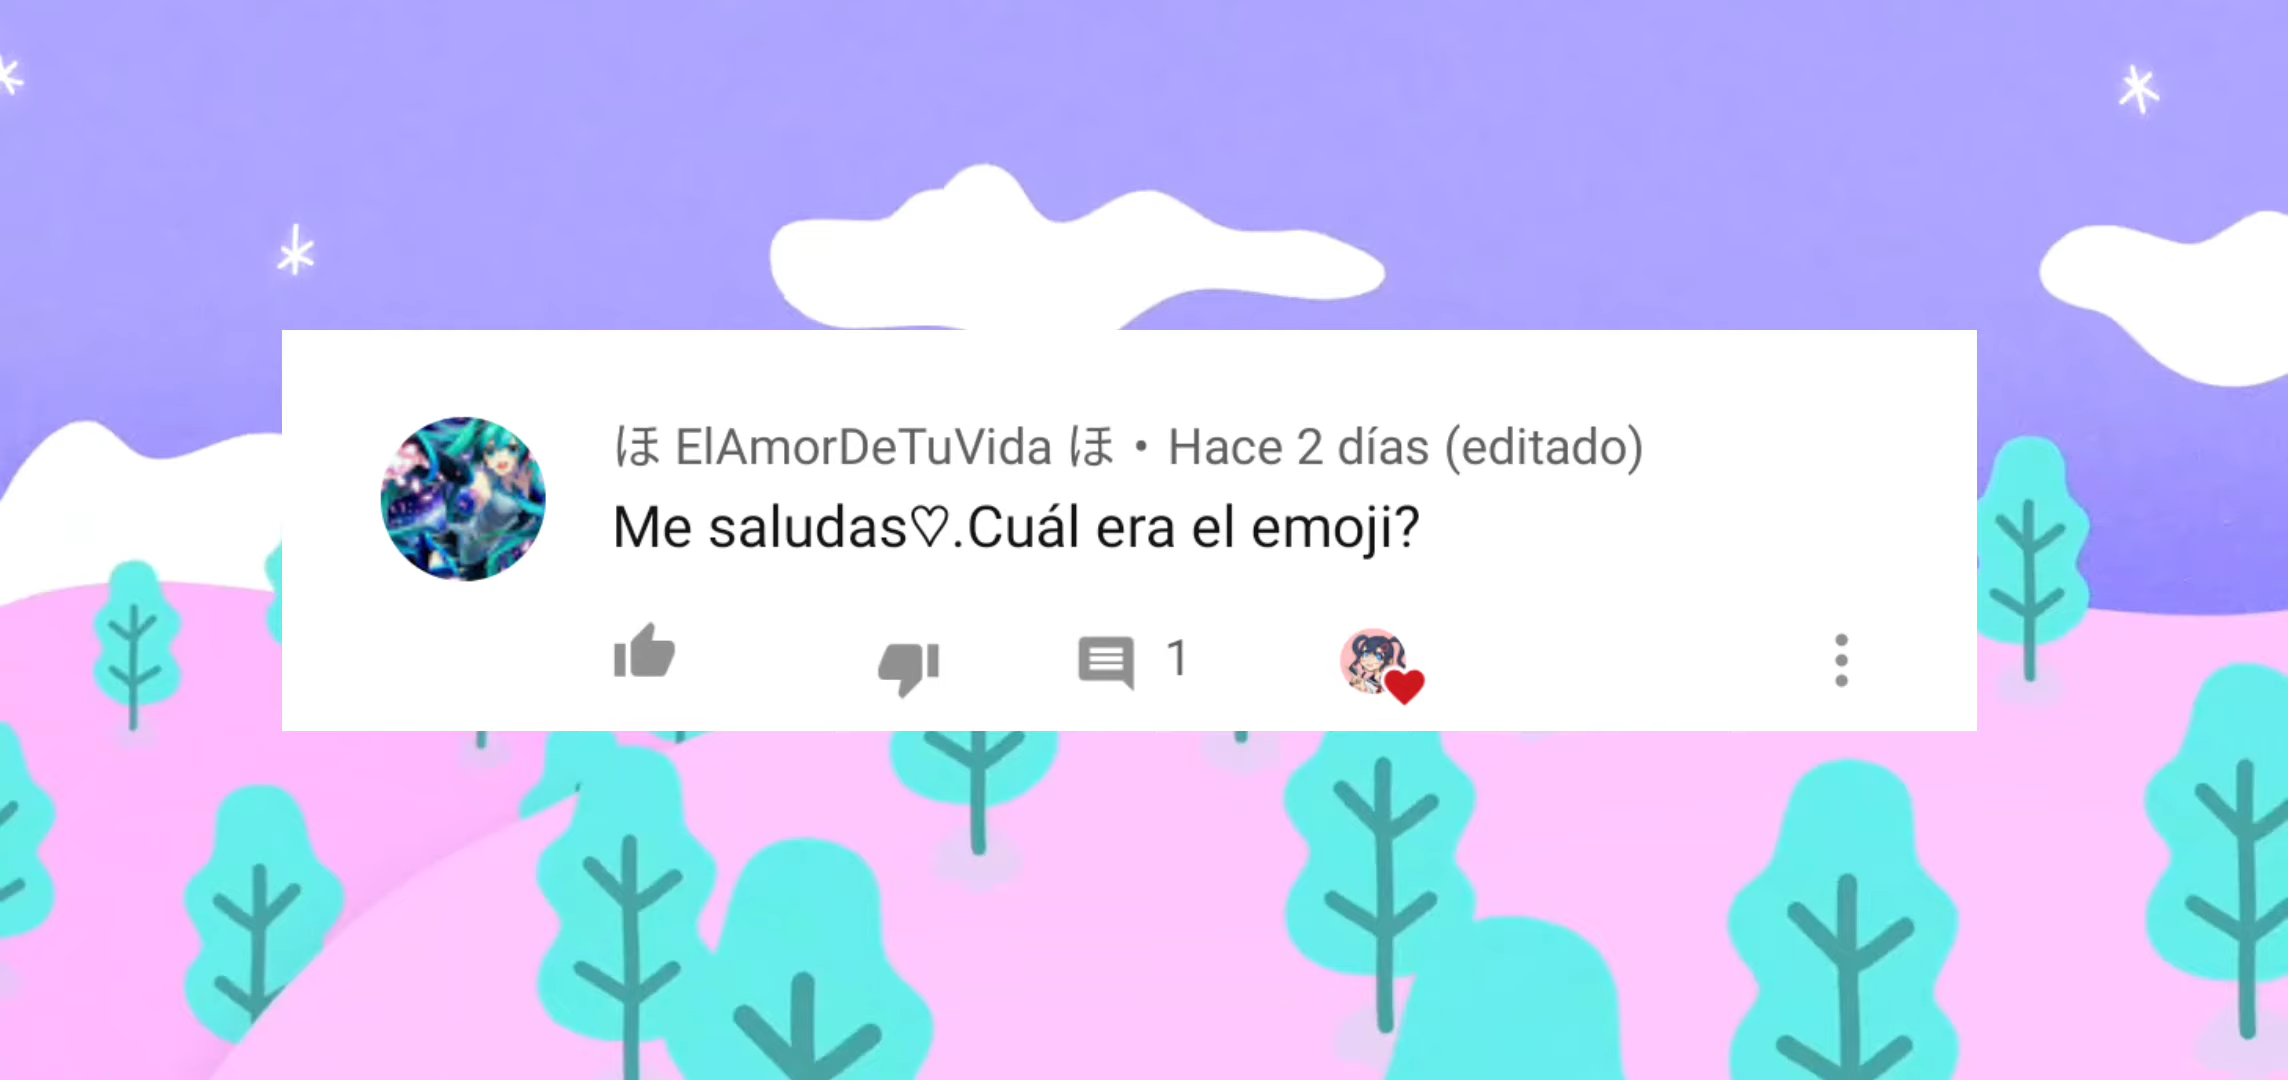 ほ ElAmorDeTuVida ほ • Hace 2 días (editado)
Me saludas♡.Cuál era el emoji?
1